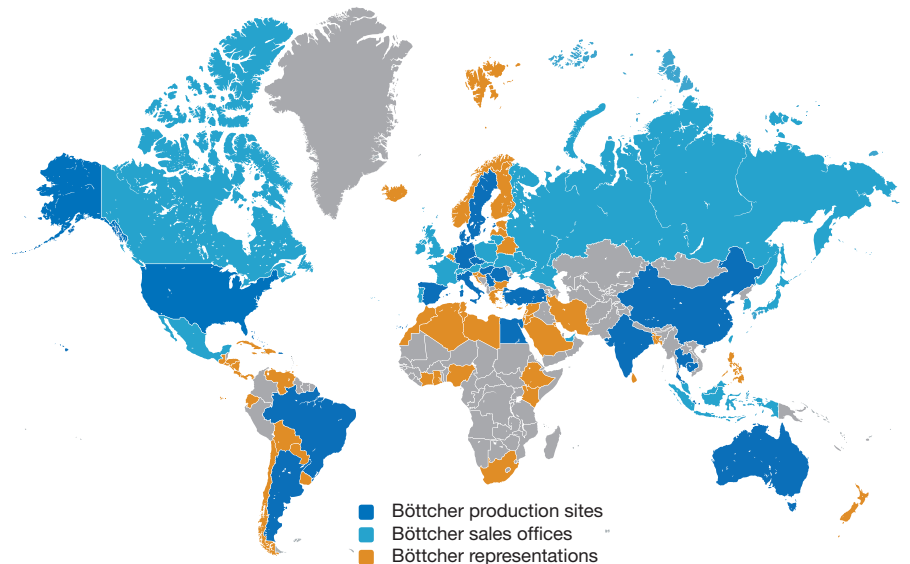 Böttcher production sites
Böttcher sales offices
Böttcher representations